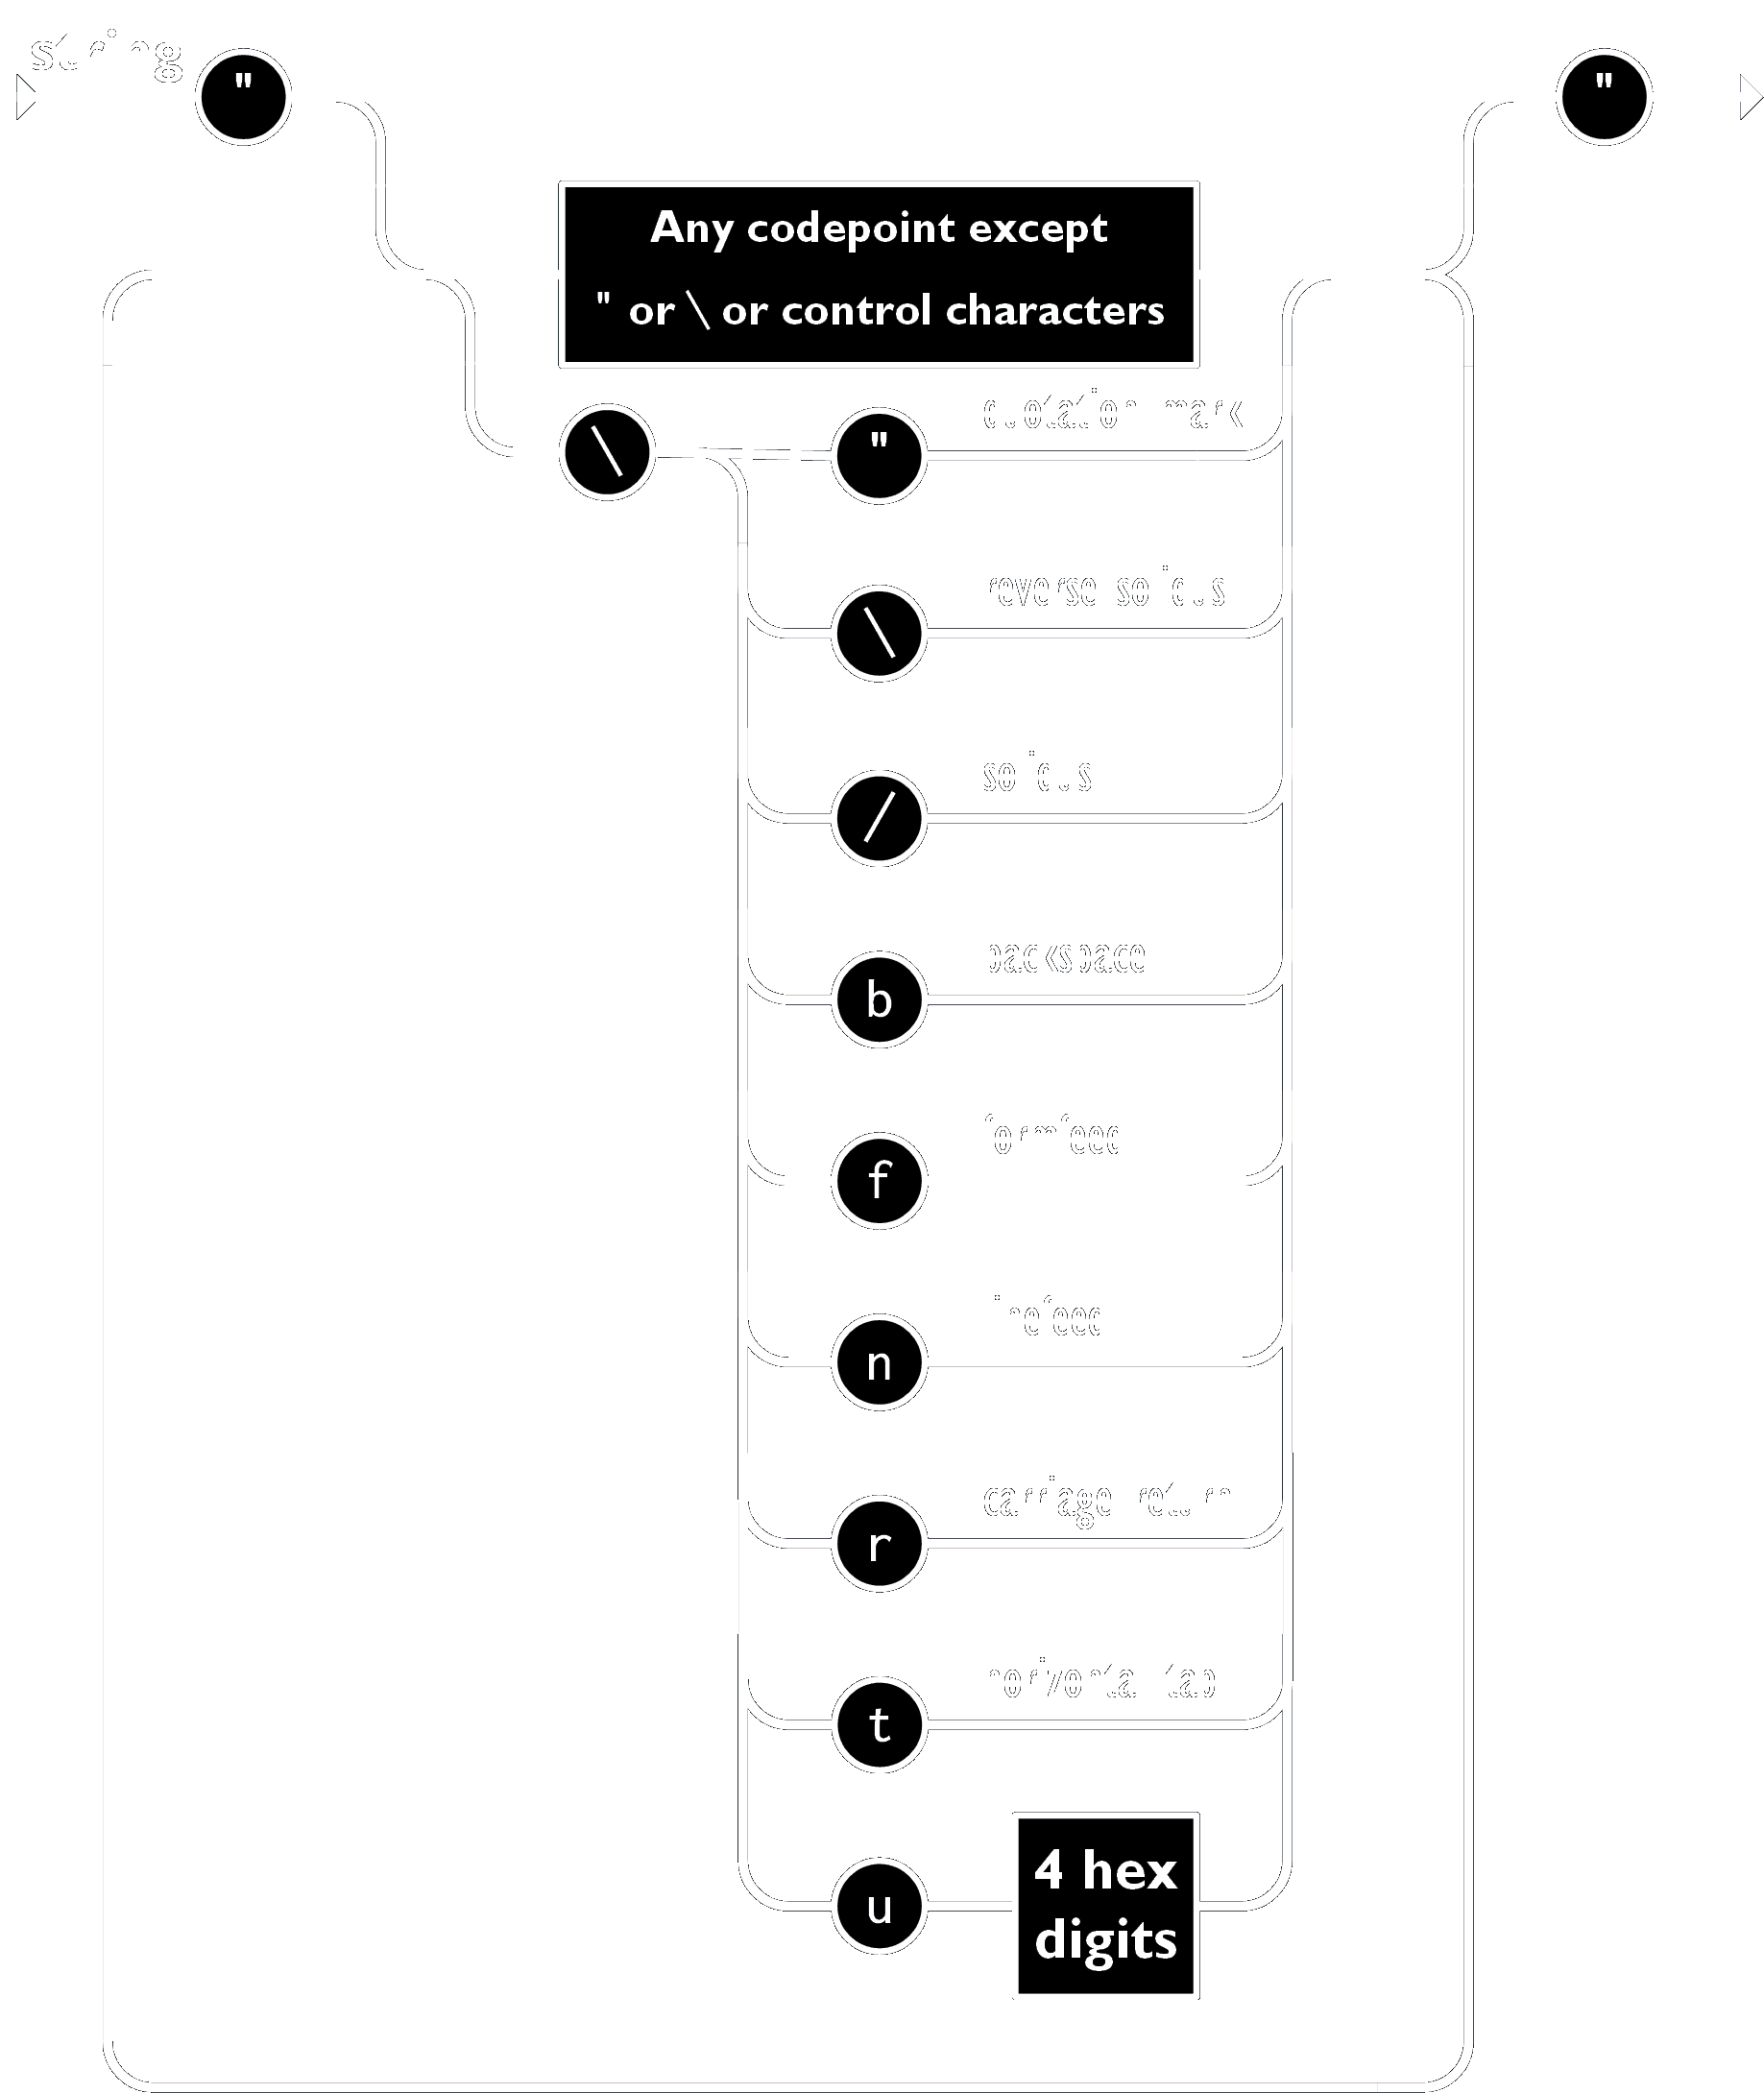 string
"
"
Any codepoint except
" or \ or control characters
\
"
quotation mark
\
reverse solidus
/
solidus
b
backspace
f
formfeed
n
linefeed
r
carriage return
t
horizontal tab
u
4 hex
digits